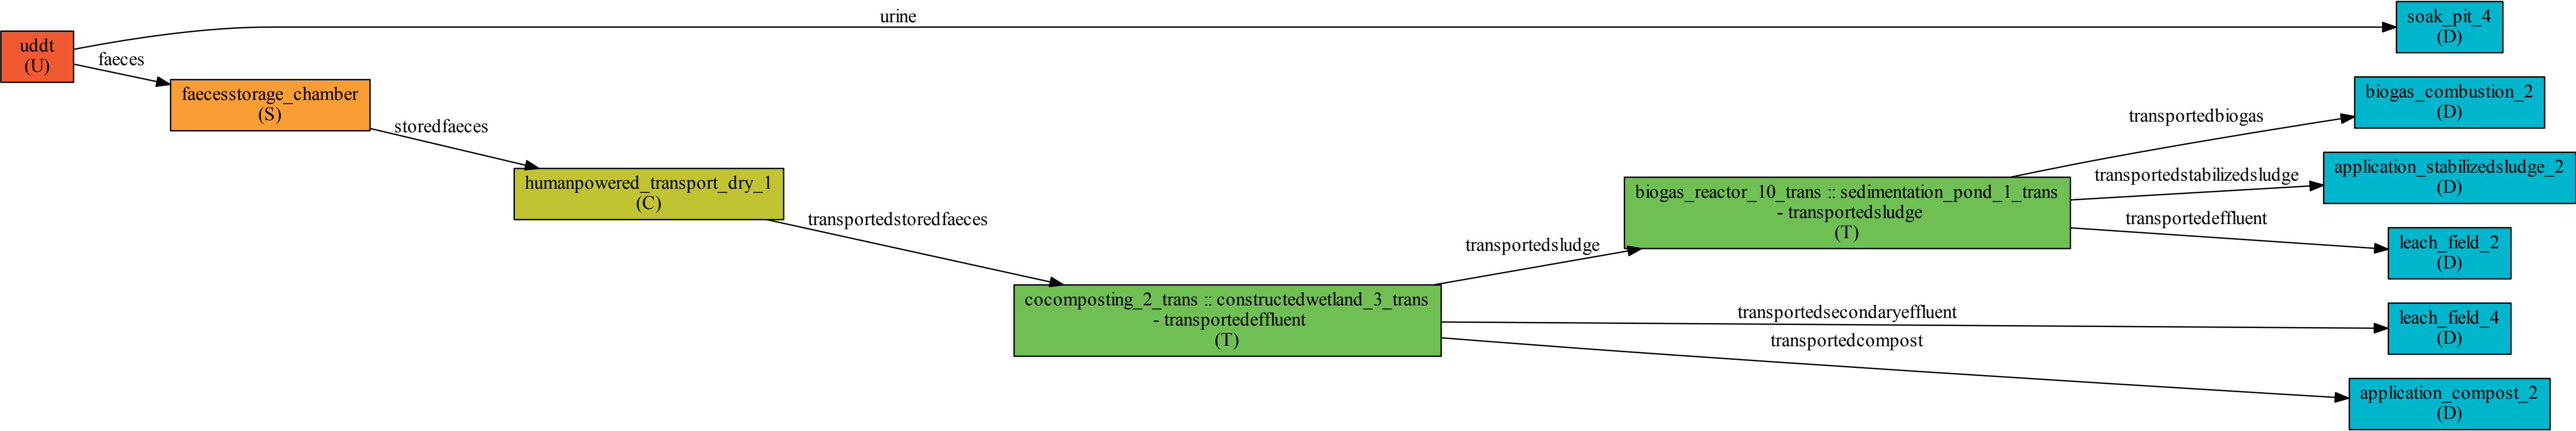 urine
soak_pit_4
(D)
uddt
(U)
faeces
faecesstorage_chamber
(S)
storedfaeces
humanpowered_transport_dry_1
(C)
transportedstoredfaeces
cocomposting_2_trans :: constructedwetland_3_trans
- transportedeffluent
(T)
transportedsludge
biogas_reactor_10_trans :: sedimentation_pond_1_trans
- transportedsludge
(T)
transportedbiogas
biogas_combustion_2
(D)
transportedstabilizedsludge
application_stabilizedsludge_2
(D)
transportedeffluent
leach_field_2
(D)
transportedsecondaryeffluent
leach_field_4
(D)
transportedcompost
application_compost_2
(D)